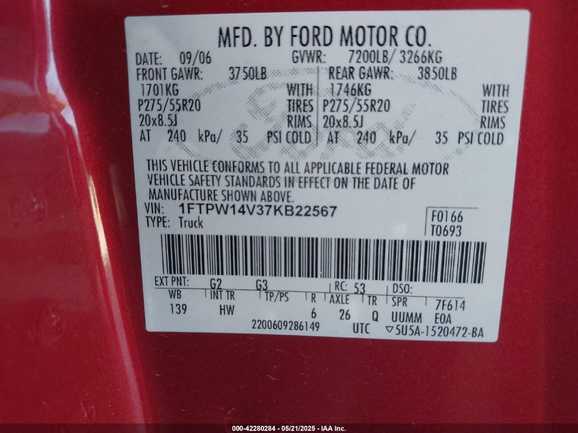 MFD. BY FORD MOTOR CO.
DATE: 09/06 GVWR: 7200LB/ 3266KG
FRONT GAWR: 3750LB REAR GAWR: 3850LB
1701KG WITH 1746KG WITH
P275/55R20 TIRES P275/55R20 TIRES
20x8.5J RIMS 20x8.5J RIMS
AT 240 kPa/ 35 PSI COLD AT 240 kPa/ 35 PSI COLD
THIS VEHICLE CONFORMS TO ALL APPLICABLE FEDERAL MOTOR
VEHICLE SAFETY STANDARDS IN EFFECT ON THE DATE OF
MANUFACTURE SHOWN ABOVE.
VIN: 1FTPW14V37KB22567 F0166
TYPE: Truck T0693
EXT PNT: G2 G3 RC: 53 DSO:
WB INT TR TP/PS R AXLE TR SPR 7F614
139 HW 6 26 Q UUMM E0A
2200609286149 UTC ▽5U5A-1520472-BA
000-42280284 - 05/21/2025 - IAA Inc.